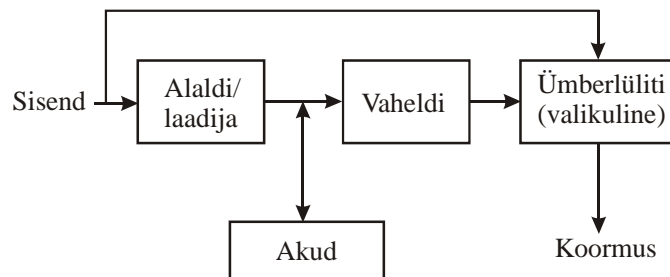 Sisend
Alaldi/
laadija
Vaheldi
Ümberlüliti
(valikuline)
Akud
Koormus